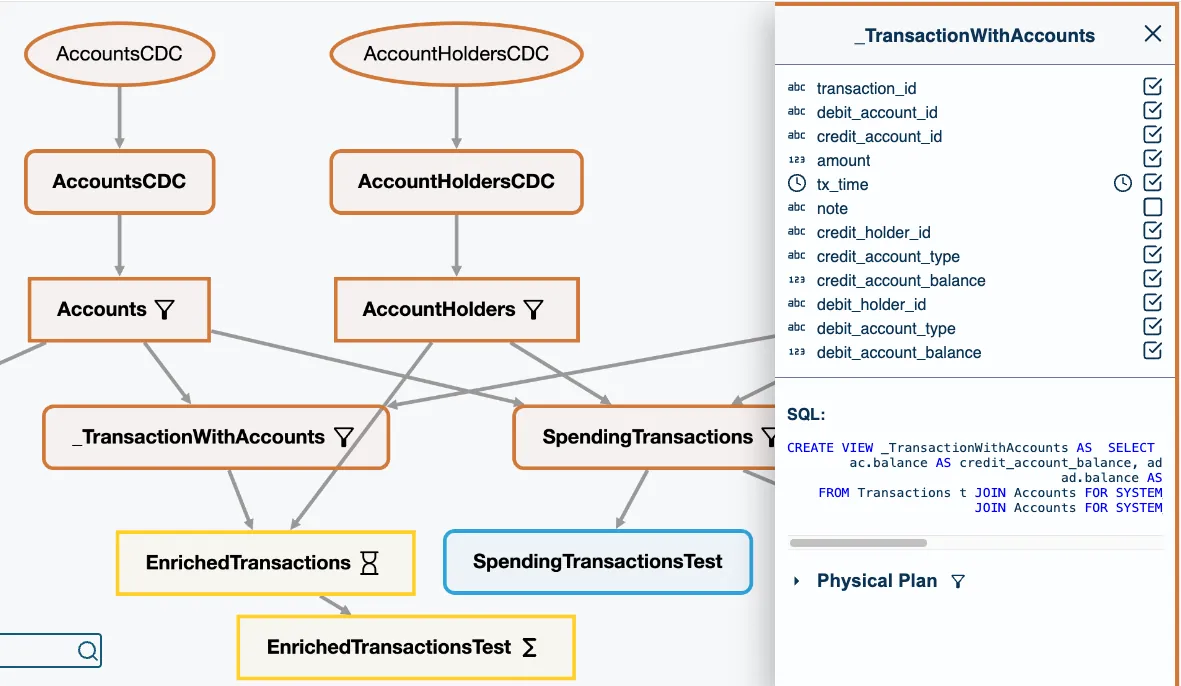 AccountsCDC
AccountHoldersCDC
AccountsCDC
AccountHoldersCDC
Accounts
AccountHolders
_TransactionWithAccounts
SpendingTransactions
EnrichedTransactions
SpendingTransactionsTest
EnrichedTransactionsTest Σ
_TransactionWithAccounts
abc transaction_id
abc debit_account_id
abc credit_account_id
123 amount
tx_time
abc note
abc credit_holder_id
abc credit_account_type
123 credit_account_balance
abc debit_holder_id
abc debit_account_type
123 debit_account_balance
SQL:
CREATE VIEW _TransactionWithAccounts AS SELECT
ac.balance AS credit_account_balance, ad
ad.balance AS
FROM Transactions t JOIN Accounts FOR SYSTEM
JOIN Accounts FOR SYSTEM
Physical Plan